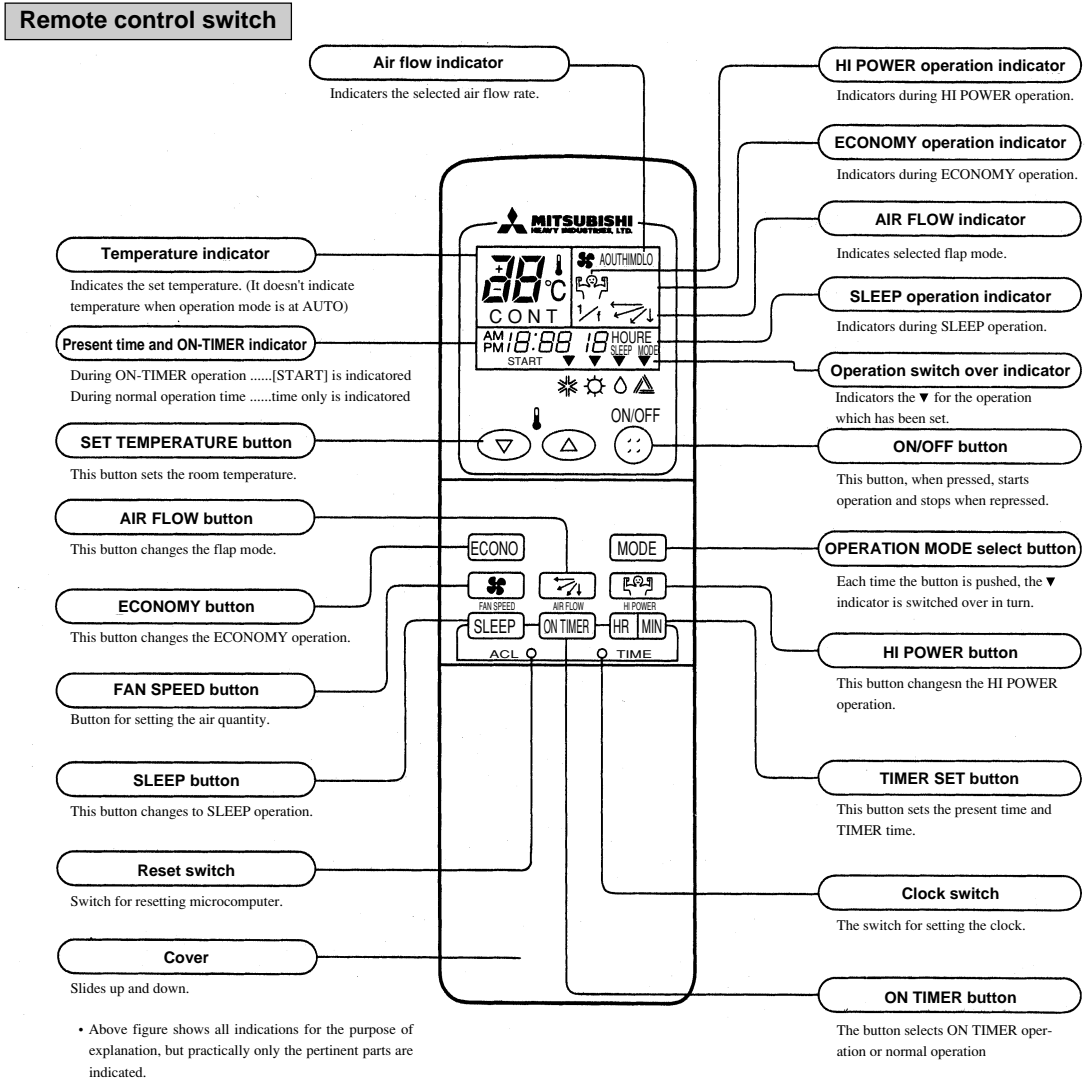 Remote control switch
Air flow indicator
Indicaters the selected air flow rate.
HI POWER operation indicator
Indicators during HI POWER operation.
ECONOMY operation indicator
Indicators during ECONOMY operation.
AIR FLOW indicator
Indicates selected flap mode.
SLEEP operation indicator
Indicators during SLEEP operation.
Operation switch over indicator
Indicators the ▼ for the operation
which has been set.
ON/OFF button
This button, when pressed, starts
operation and stops when repressed.
OPERATION MODE select button
Each time the button is pushed, the ▼
indicator is switched over in turn.
HI POWER button
This button changesn the HI POWER
operation.
TIMER SET button
This button sets the present time and
TIMER time.
Clock switch
The switch for setting the clock.
ON TIMER button
The button selects ON TIMER oper-
ation or normal operation
Temperature indicator
Indicates the set temperature. (It doesn't indicate
temperature when operation mode is at AUTO)
Present time and ON-TIMER indicator
During ON-TIMER operation ......[START] is indicatored
During normal operation time ......time only is indicatored
SET TEMPERATURE button
This button sets the room temperature.
AIR FLOW button
This button changes the flap mode.
ECONOMY button
This button changes the ECONOMY operation.
FAN SPEED button
Button for setting the air quantity.
SLEEP button
This button changes to SLEEP operation.
Reset switch
Switch for resetting microcomputer.
Cover
Slides up and down.
• Above figure shows all indications for the purpose of
explanation, but practically only the pertinent parts are
indicated.
MITSUBISHI
HEAVY INDUSTRIES, LTD.
AOUTHIMDLO
°C
CONT
1/f
AM
PM
18:88 18
HOURE
SLEEP MODE
START
ON/OFF
ECONO MODE
FAN SPEED AIR FLOW HI POWER
SLEEP ON TIMER HR MIN
ACL TIME